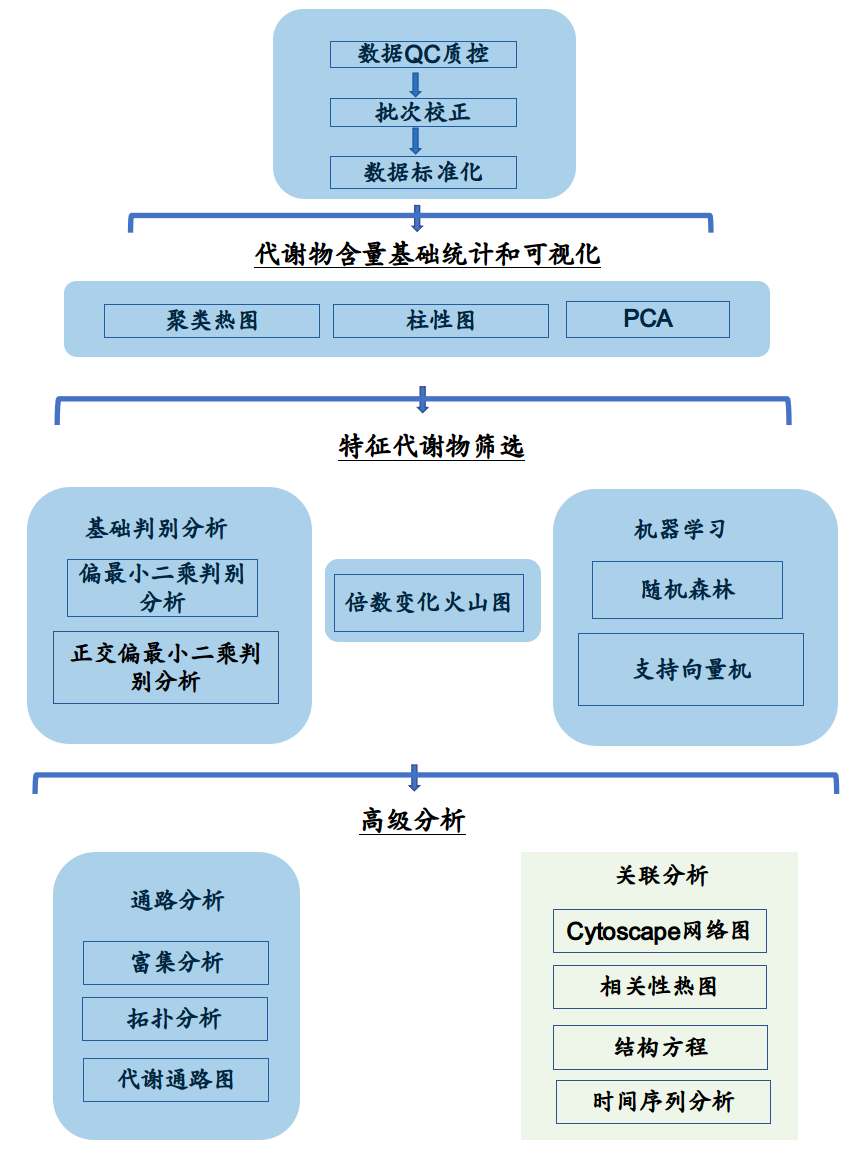 数据QC质控
批次校正
数据标准化
代谢物含量基础统计和可视化
聚类热图
柱性图
PCA
特征代谢物筛选
基础判别分析
偏最小二乘判别
分析
正交偏最小二乘判
别分析
倍数变化火山图
机器学习
随机森林
支持向量机
高级分析
通路分析
富集分析
拓扑分析
代谢通路图
关联分析
Cytoscape网络图
相关性热图
结构方程
时间序列分析